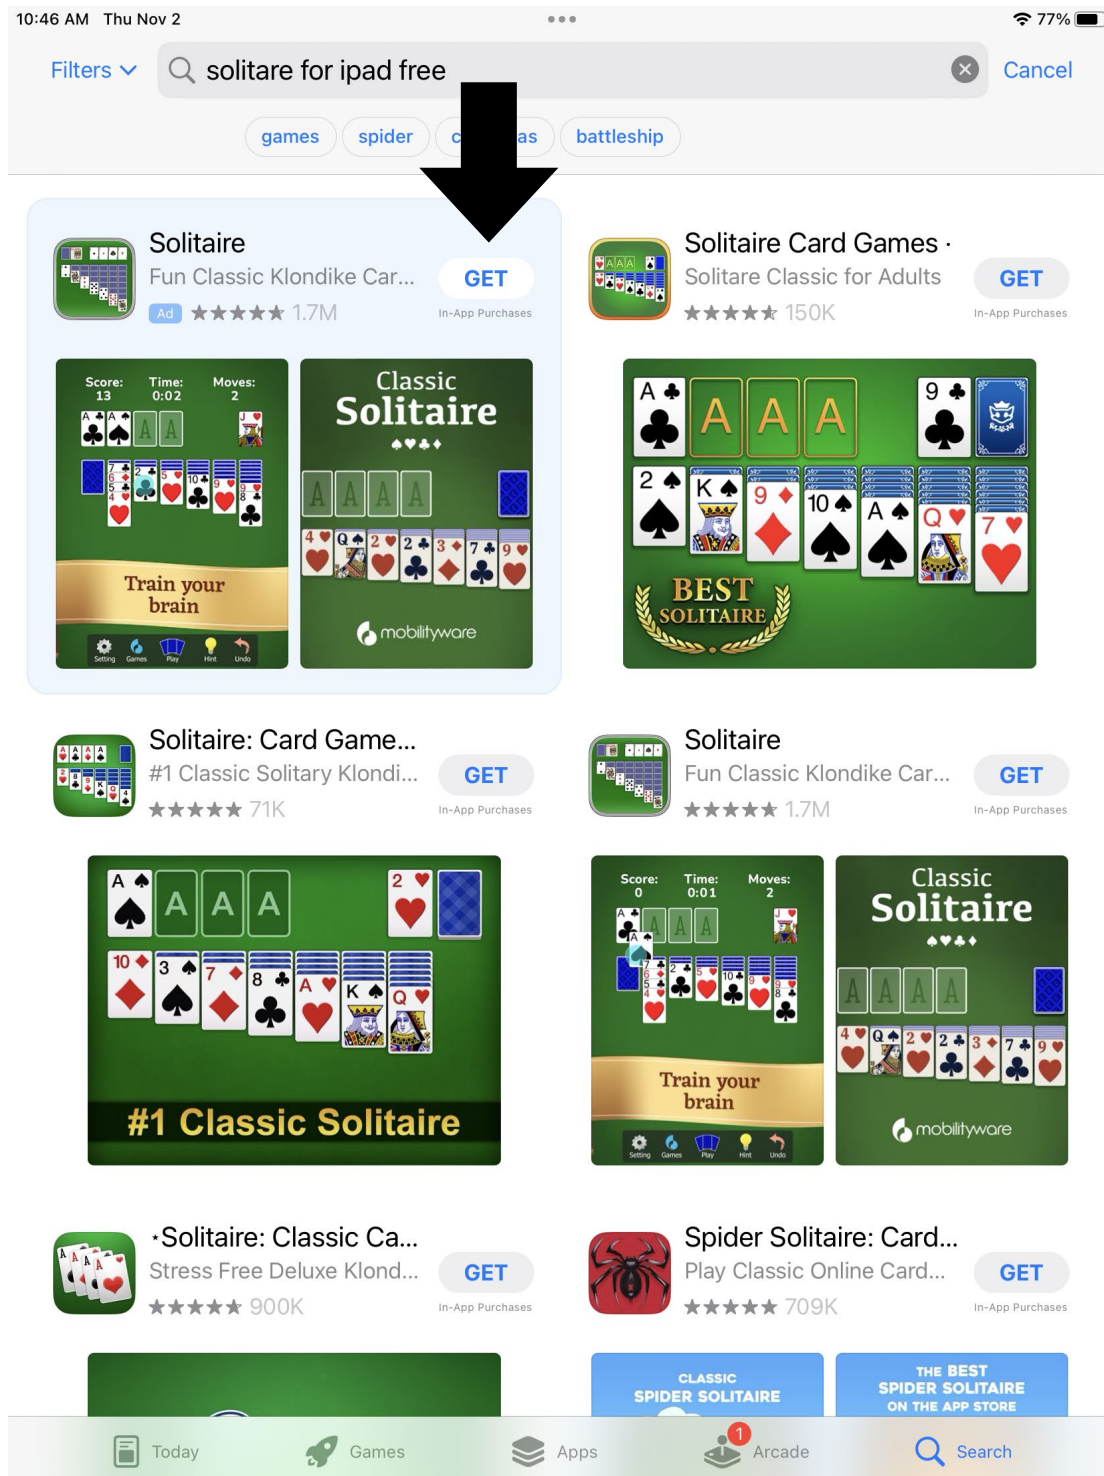 10:46 AM Thu Nov 2
77%
Filters
solitare for ipad free
Cancel
games
spider
battleship
Solitaire
Fun Classic Klondike Car...
Ad 1.7M
GET
In-App Purchases
Solitaire Card Games ·
Solitare Classic for Adults
150K
GET
In-App Purchases
Score: Time: Moves:
13 0:02 2
Train your
brain
Setting Games Play Hint Undo
Classic
Solitaire
mobilityware
BEST
SOLITAIRE
Solitaire: Card Game...
#1 Classic Solitary Klondi...
71K
GET
In-App Purchases
Solitaire
Fun Classic Klondike Car...
1.7M
GET
In-App Purchases
#1 Classic Solitaire
Score: Time: Moves:
0 0:01 2
Train your
brain
Setting Games Play Hint Undo
Classic
Solitaire
mobilityware
⋆Solitaire: Classic Ca...
Stress Free Deluxe Klond...
900K
GET
In-App Purchases
Spider Solitaire: Card...
Play Classic Online Card...
709K
GET
In-App Purchases
CLASSIC
SPIDER SOLITAIRE
THE BEST
SPIDER SOLITAIRE
ON THE APP STORE
Today
Games
Apps
1
Arcade
Search